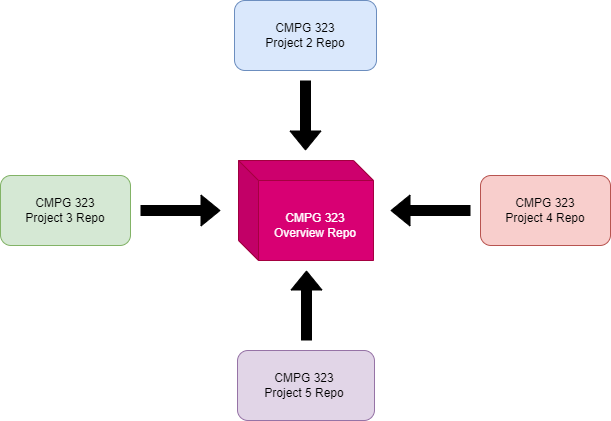 CMPG 323
Project 2 Repo
CMPG 323
Project 3 Repo
CMPG 323
Overview Repo
CMPG 323
Project 4 Repo
CMPG 323
Project 5 Repo